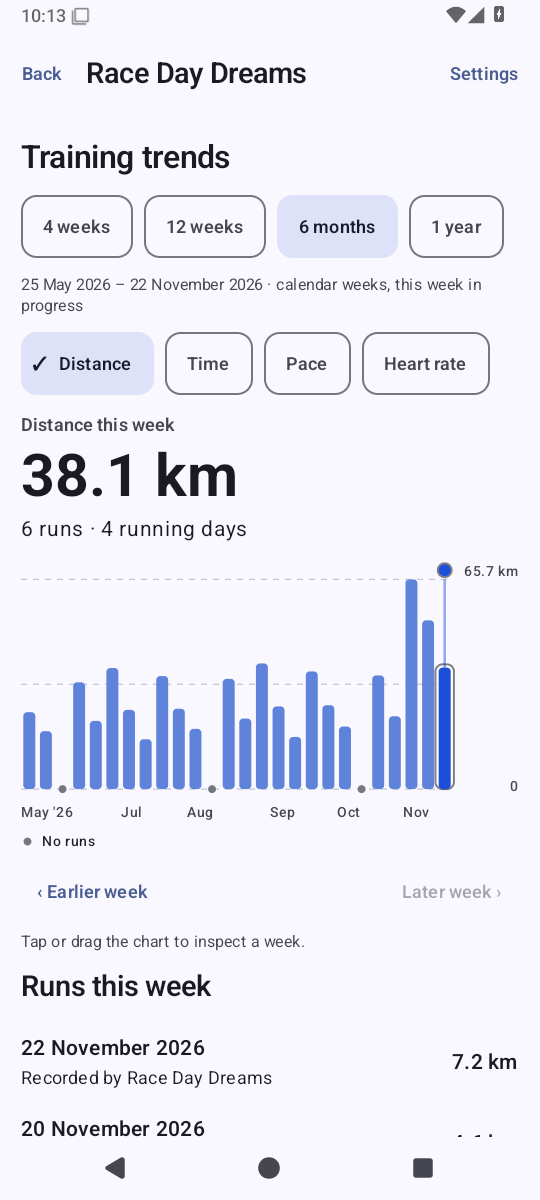 10:13
Back Race Day Dreams Settings
Training trends
4 weeks 12 weeks 6 months 1 year
25 May 2026 – 22 November 2026 · calendar weeks, this week in
progress
✓ Distance Time Pace Heart rate
Distance this week
38.1 km
6 runs · 4 running days
65.7 km
0
May '26 Jul Aug Sep Oct Nov
No runs
‹ Earlier week Later week ›
Tap or drag the chart to inspect a week.
Runs this week
22 November 2026
7.2 km
Recorded by Race Day Dreams
20 November 2026